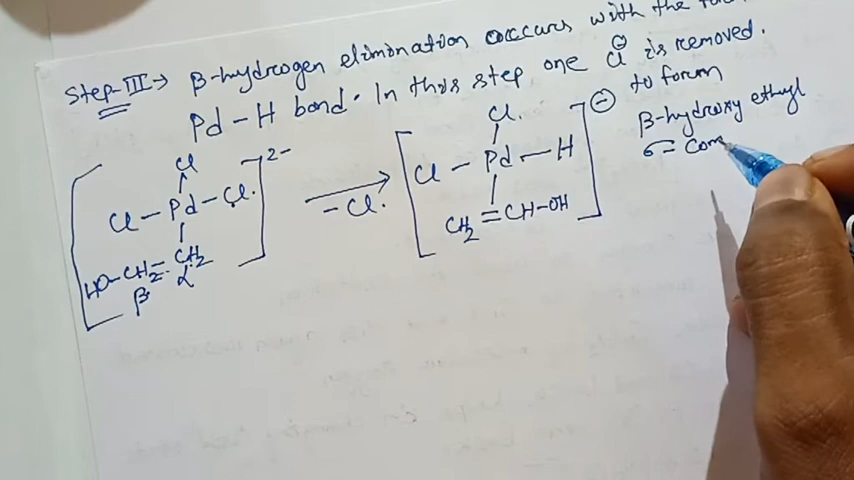 Step-III → β-hydrogen elimination occurs with the
Pd-H bond. In this step one Cl⊖ is removed.
to form
β-hydroxy ethyl
σ= Com
[Cl Cl-Pd-Cl. HO-CH2=CH2 β α]2-
→ -Cl.
[Cl. Cl-Pd-H CH2=CH-OH]⊖